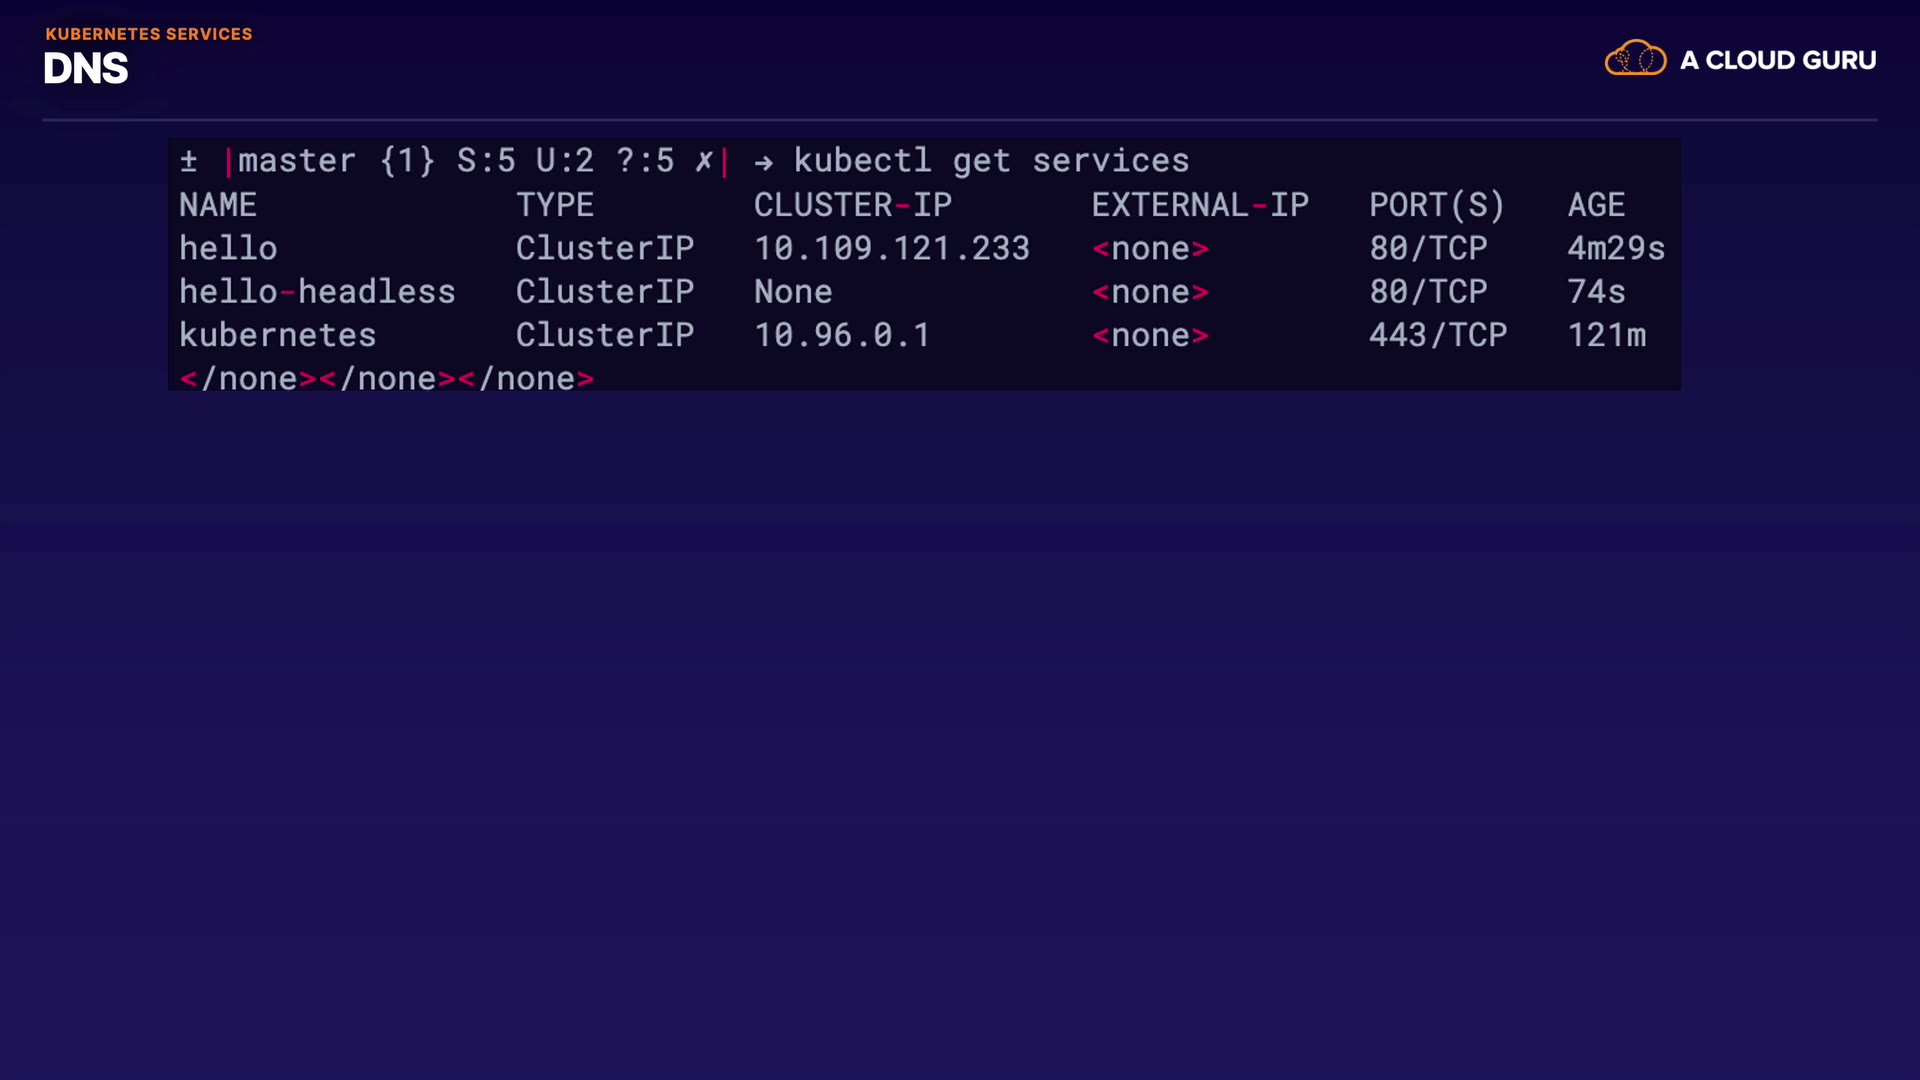 KUBERNETES SERVICES
DNS
A CLOUD GURU
± |master {1} S:5 U:2 ?:5 ✗| → kubectl get services
NAME TYPE CLUSTER-IP EXTERNAL-IP PORT(S) AGE
hello ClusterIP 10.109.121.233 <none> 80/TCP 4m29s
hello-headless ClusterIP None <none> 80/TCP 74s
kubernetes ClusterIP 10.96.0.1 <none> 443/TCP 121m
</none></none></none>